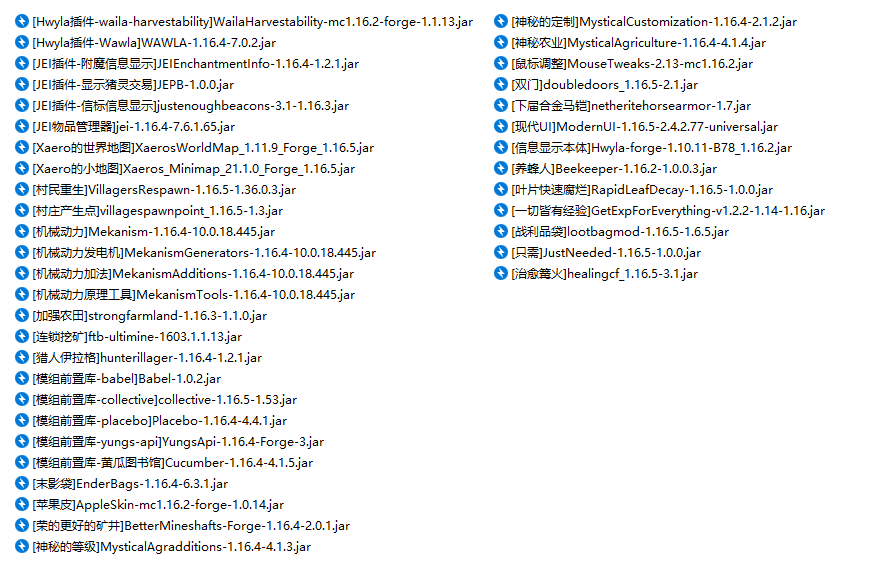 [Hwyla插件-waila-harvestability]WailaHarvestability-mc1.16.2-forge-1.1.13.jar
[Hwyla插件-Wawla]WAWLA-1.16.4-7.0.2.jar
[JEI插件-附魔信息显示]JEIEnchantmentInfo-1.16.4-1.2.1.jar
[JEI插件-显示猪灵交易]JEPB-1.0.0.jar
[JEI插件-信标信息显示]justenoughbeacons-3.1-1.16.3.jar
[JEI物品管理器]jei-1.16.4-7.6.1.65.jar
[Xaero的世界地图]XaerosWorldMap_1.11.9_Forge_1.16.5.jar
[Xaero的小地图]Xaeros_Minimap_21.1.0_Forge_1.16.5.jar
[村民重生]VillagersRespawn-1.16.5-1.36.0.3.jar
[村庄产生点]villagespawnpoint_1.16.5-1.3.jar
[机械动力]Mekanism-1.16.4-10.0.18.445.jar
[机械动力发电机]MekanismGenerators-1.16.4-10.0.18.445.jar
[机械动力加法]MekanismAdditions-1.16.4-10.0.18.445.jar
[机械动力原理工具]MekanismTools-1.16.4-10.0.18.445.jar
[加强农田]strongfarmland-1.16.3-1.1.0.jar
[连锁挖矿]ftb-ultimine-1603.1.1.13.jar
[猎人伊拉格]hunterillager-1.16.4-1.2.1.jar
[模组前置库-babel]Babel-1.0.2.jar
[模组前置库-collective]collective-1.16.5-1.53.jar
[模组前置库-placebo]Placebo-1.16.4-4.4.1.jar
[模组前置库-yungs-api]YungsApi-1.16.4-Forge-3.jar
[模组前置库-黄瓜图书馆]Cucumber-1.16.4-4.1.5.jar
[末影袋]EnderBags-1.16.4-6.3.1.jar
[苹果皮]AppleSkin-mc1.16.2-forge-1.0.14.jar
[荣的更好的矿井]BetterMineshafts-Forge-1.16.4-2.0.1.jar
[神秘的等级]MysticalAgradditions-1.16.4-4.1.3.jar
[神秘的定制]MysticalCustomization-1.16.4-2.1.2.jar
[神秘农业]MysticalAgriculture-1.16.4-4.1.4.jar
[鼠标调整]MouseTweaks-2.13-mc1.16.2.jar
[双门]doubledoors_1.16.5-2.1.jar
[下届合金马铠]netheritehorsearmor-1.7.jar
[现代UI]ModernUI-1.16.5-2.4.2.77-universal.jar
[信息显示本体]Hwyla-forge-1.10.11-B78_1.16.2.jar
[养蜂人]Beekeeper-1.16.2-1.0.0.3.jar
[叶片快速腐烂]RapidLeafDecay-1.16.5-1.0.0.jar
[一切皆有经验]GetExpForEverything-v1.2.2-1.14-1.16.jar
[战利品袋]lootbagmod-1.16.5-1.6.5.jar
[只需]JustNeeded-1.16.5-1.0.0.jar
[治愈篝火]healingcf_1.16.5-3.1.jar